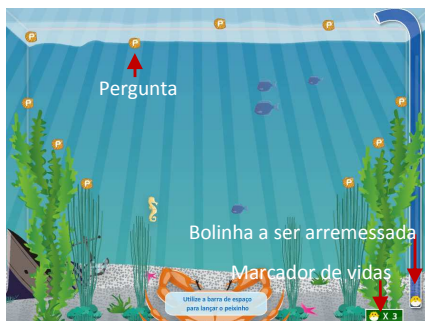 P
P
P
P
Pergunta
P
P
P
P
P
P
Bolinha a ser arremessada
Marcador de vidas
Utilize a barra de espaço
para lançar o peixinho
X 3